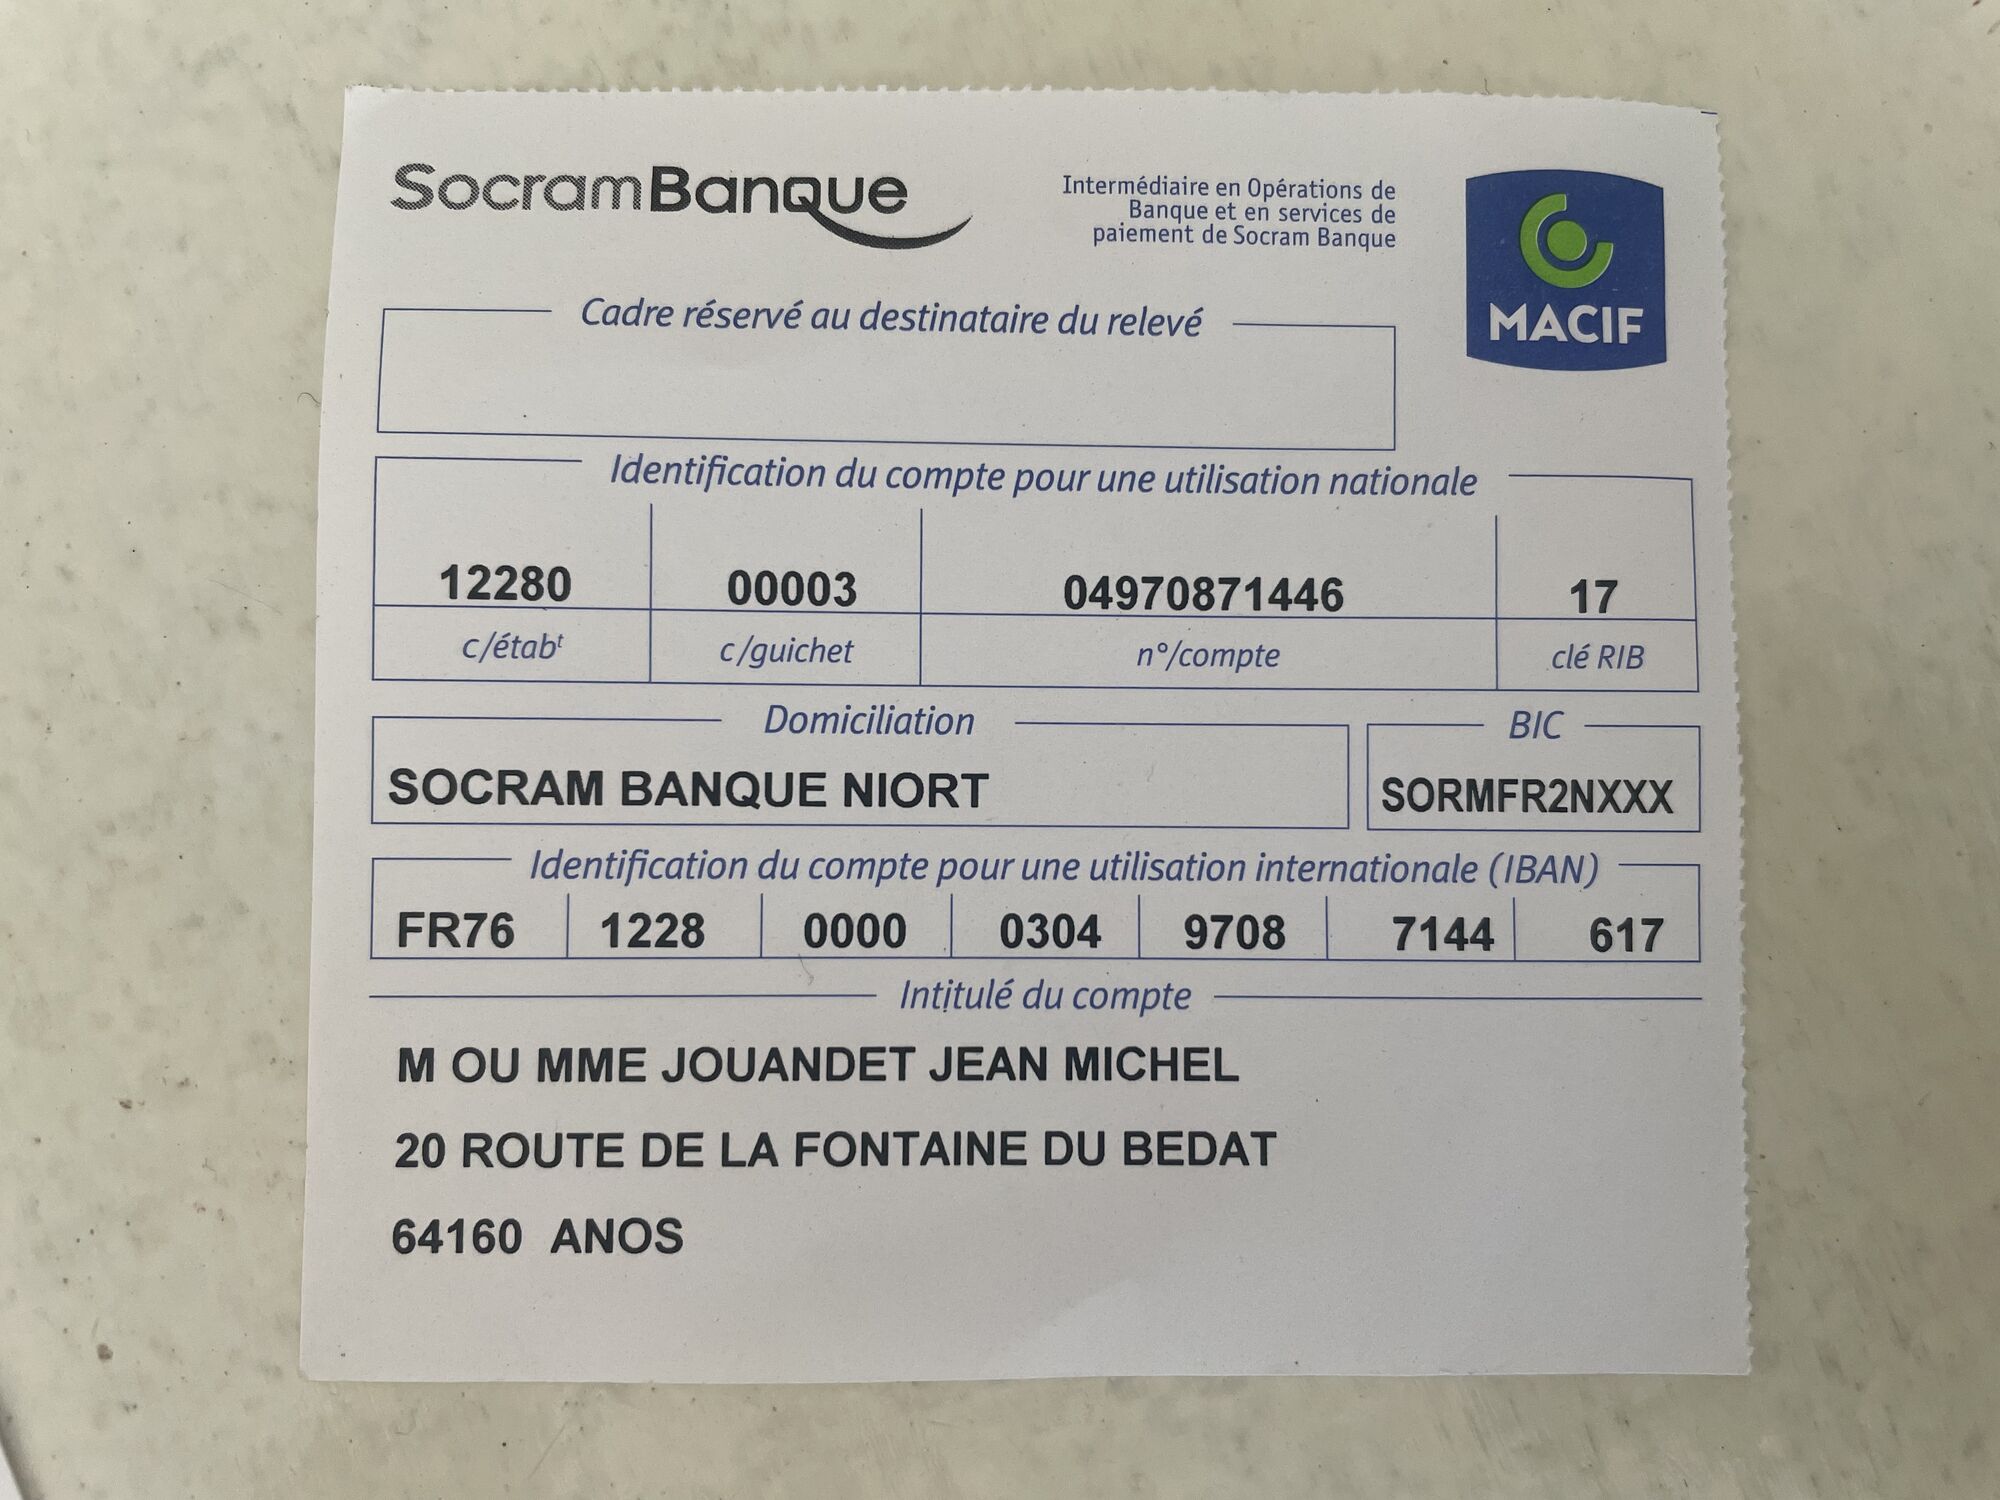 SocramBanque
Intermédiaire en Opérations de
Banque et en services de
paiement de Socram Banque
MACIF
Cadre réservé au destinataire du relevé
Identification du compte pour une utilisation nationale
12280 00003 04970871446 17
c/étabᵗ c/guichet n°/compte clé RIB
Domiciliation BIC
SOCRAM BANQUE NIORT SORMFR2NXXX
Identification du compte pour une utilisation internationale (IBAN)
FR76 1228 0000 0304 9708 7144 617
Intitulé du compte
M OU MME JOUANDET JEAN MICHEL
20 ROUTE DE LA FONTAINE DU BEDAT
64160 ANOS